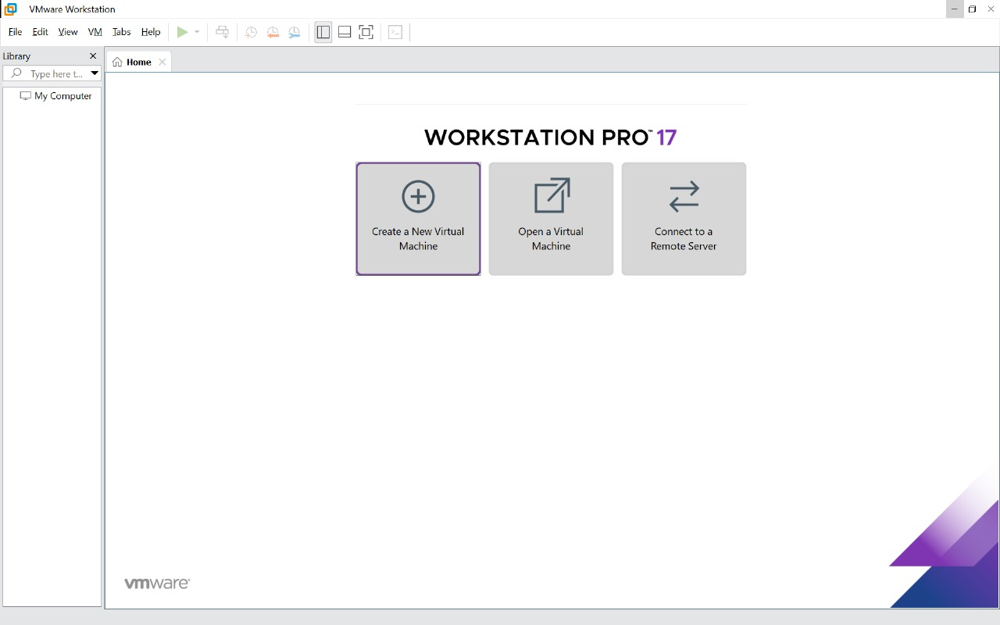 VMware Workstation
File Edit View VM Tabs Help
Library
Type here t...
My Computer
Home
WORKSTATION PRO™ 17
Create a New Virtual
Machine
Open a Virtual
Machine
Connect to a
Remote Server
vmware®